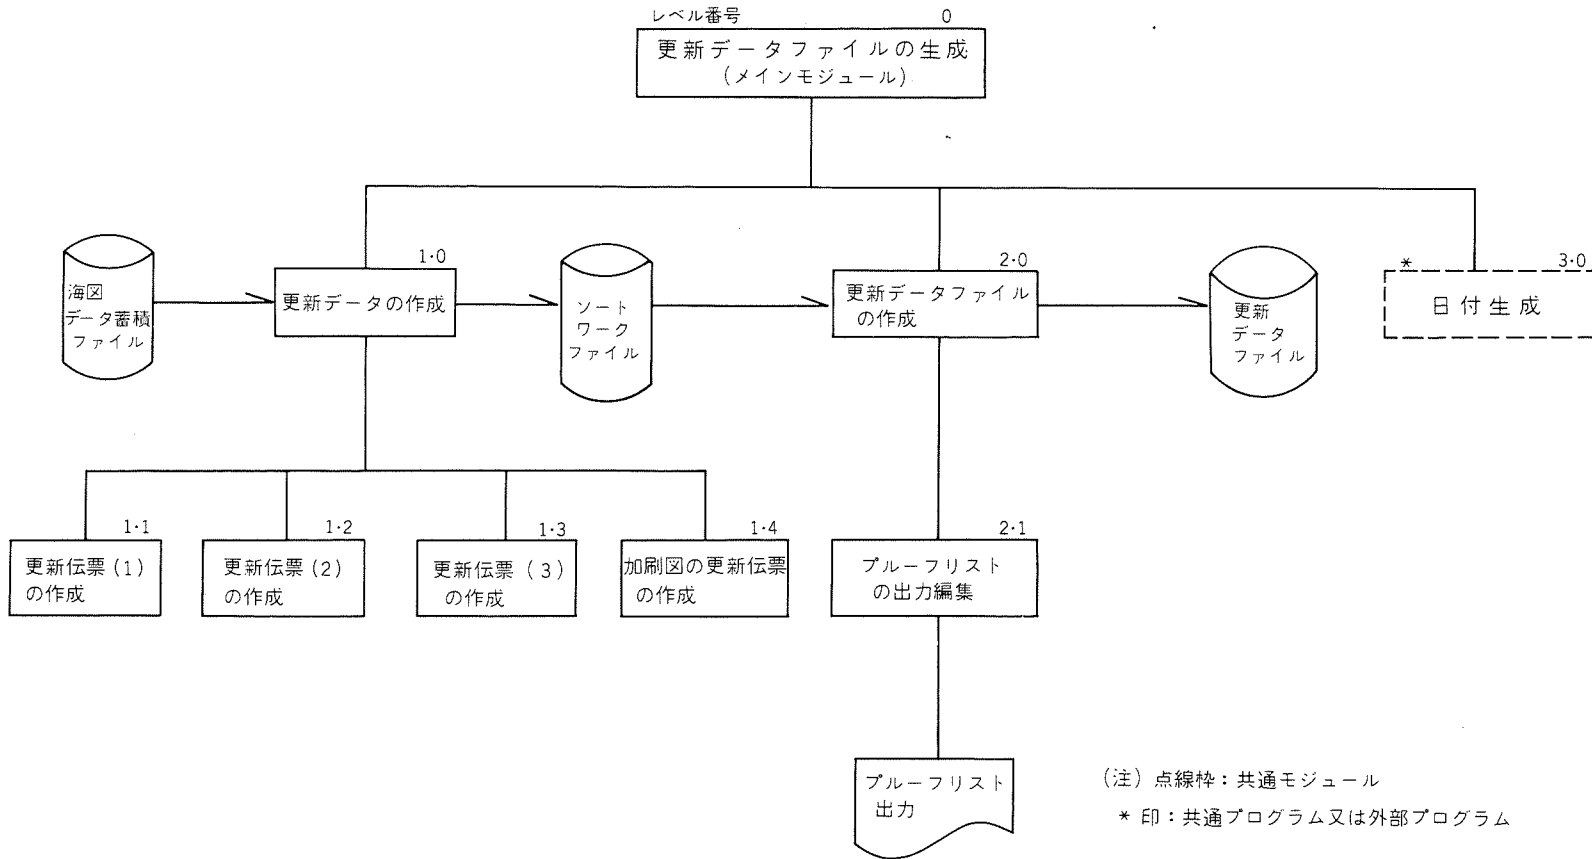 レベル番号 0
更新データファイルの生成
(メインモジュール)
海図
データ蓄積
ファイル
1・0
更新データの作成
ソート
ワーク
ファイル
2・0
更新データファイル
の作成
更新
データ
ファイル
* 3・0
日付生成
1・1
更新伝票(1)
の作成
1・2
更新伝票(2)
の作成
1・3
更新伝票(3)
の作成
1・4
加刷図の更新伝票
の作成
2・1
プルーフリスト
の出力編集
プルーフリスト
出力
(注) 点線枠:共通モジュール
* 印:共通プログラム又は外部プログラム